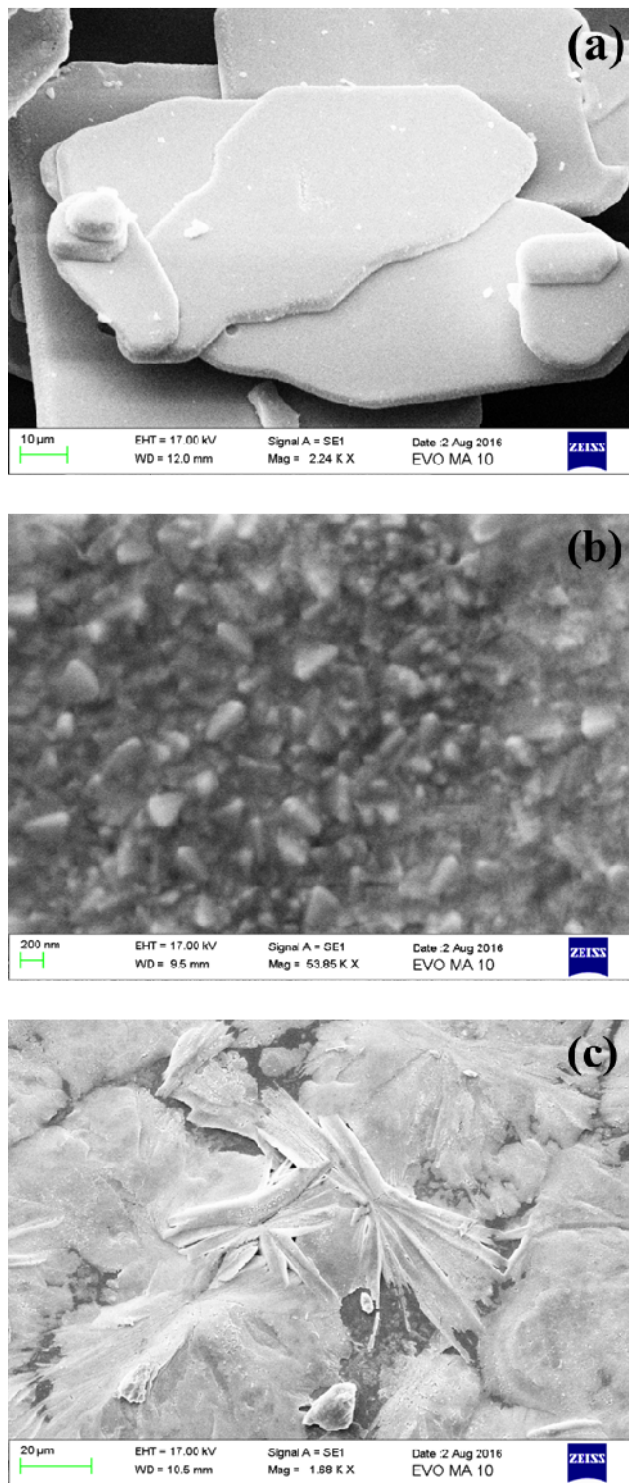 (a)
10 µm
EHT = 17.00 kV
Signal A = SE1
Date :2 Aug 2016
ZEISS
WD = 12.0 mm
Mag = 2.24 K X
EVO MA 10
(b)
200 nm
EHT = 17.00 kV
Signal A = SE1
Date :2 Aug 2016
ZEISS
WD = 9.5 mm
Mag = 53.85 K X
EVO MA 10
(c)
20 µm
EHT = 17.00 kV
Signal A = SE1
Date :2 Aug 2016
ZEISS
WD = 10.5 mm
Mag = 1.68 K X
EVO MA 10